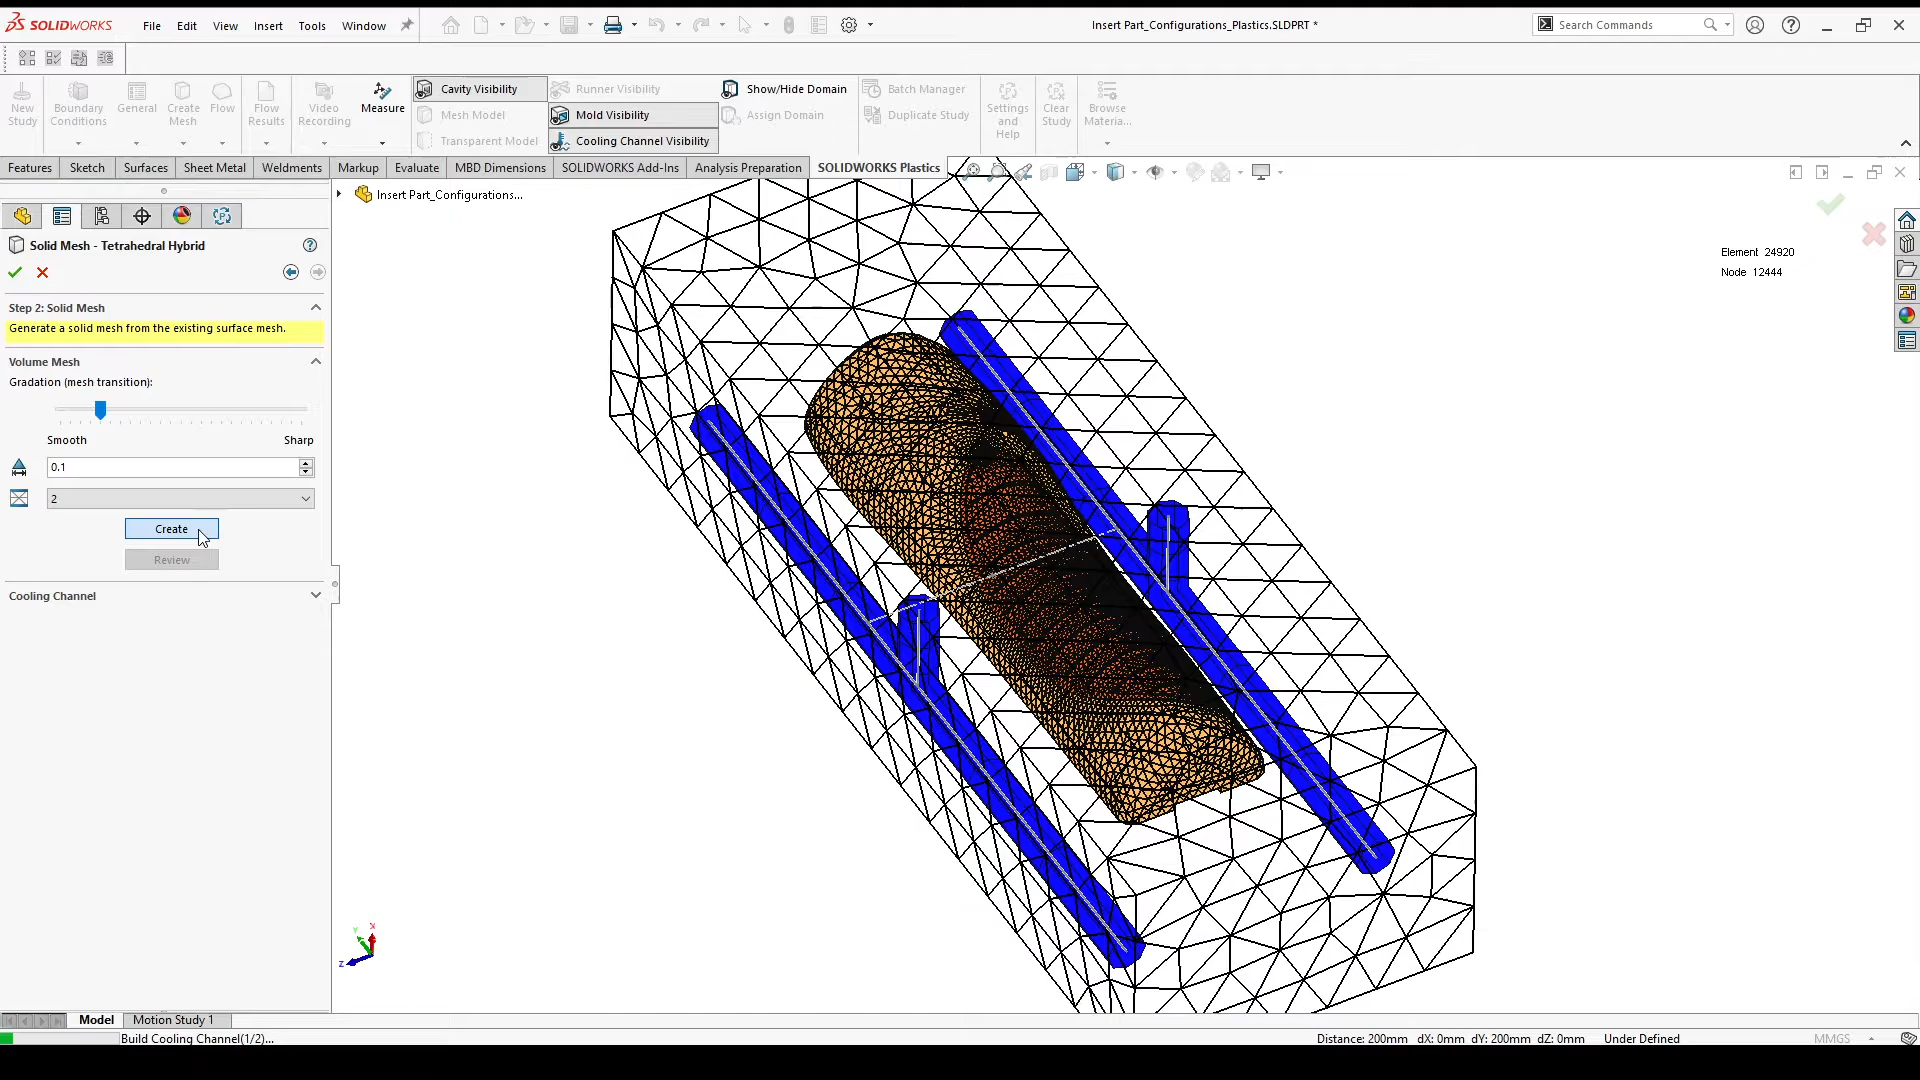 SOLIDWORKS
File Edit View Insert Tools Window
Insert Part_Configurations_Plastics.SLDPRT *
Search Commands
New Study
Boundary Conditions
General
Create Mesh
Flow
Flow Results
Video Recording
Measure
Cavity Visibility
Mesh Model
Transparent Model
Runner Visibility
Mold Visibility
Cooling Channel Visibility
Show/Hide Domain
Assign Domain
Batch Manager
Duplicate Study
Settings and Help
Clear Study
Browse Materia...
Features Sketch Surfaces Sheet Metal Weldments Markup Evaluate MBD Dimensions SOLIDWORKS Add-Ins Analysis Preparation SOLIDWORKS Plastics
Insert Part_Configurations...
Solid Mesh - Tetrahedral Hybrid
Step 2: Solid Mesh
Generate a solid mesh from the existing surface mesh.
Volume Mesh
Gradation (mesh transition):
Smooth Sharp
0.1
2
Create
Review
Cooling Channel
Element 24920
Node 12444
Y X
Z
Model Motion Study 1
Build Cooling Channel(1/2)...
Distance: 200mm dX: 0mm dY: 200mm dZ: 0mm Under Defined MMGS